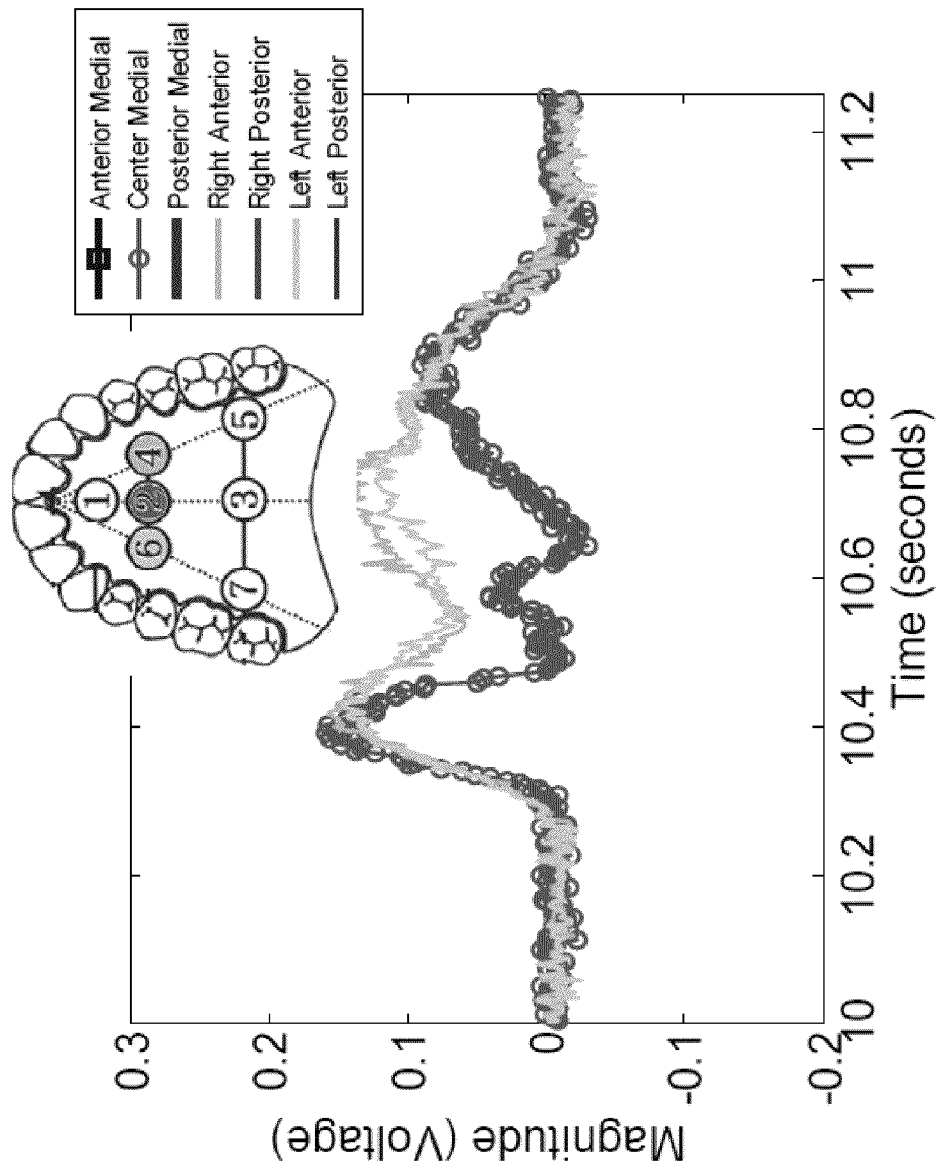 Anterior Medial
Center Medial
Posterior Medial
Right Anterior
Right Posterior
Left Anterior
Left Posterior
1
6
2
4
7
3
5
0.3
0.2
0.1
0
-0.1
-0.2
Magnitude (Voltage)
10
10.2
10.4
10.6
10.8
11
11.2
Time (seconds)